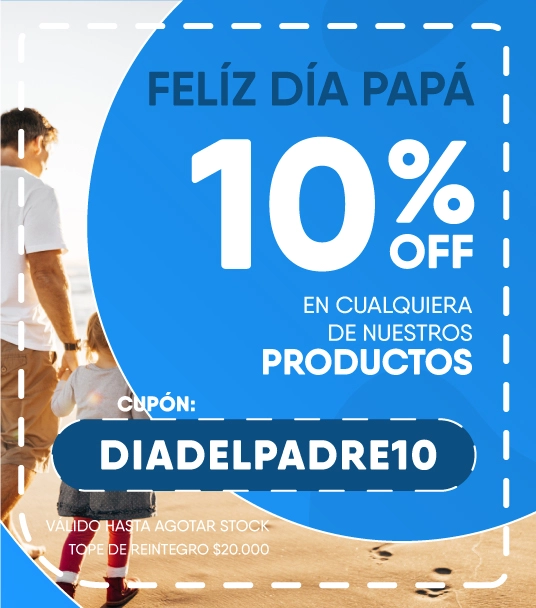 FELÍZ DÍA PAPÁ
10%
OFF
EN CUALQUIERA
DE NUESTROS
PRODUCTOS
CUPÓN:
DIADELPADRE10
VÁLIDO HASTA AGOTAR STOCK
TOPE DE REINTEGRO $20.000